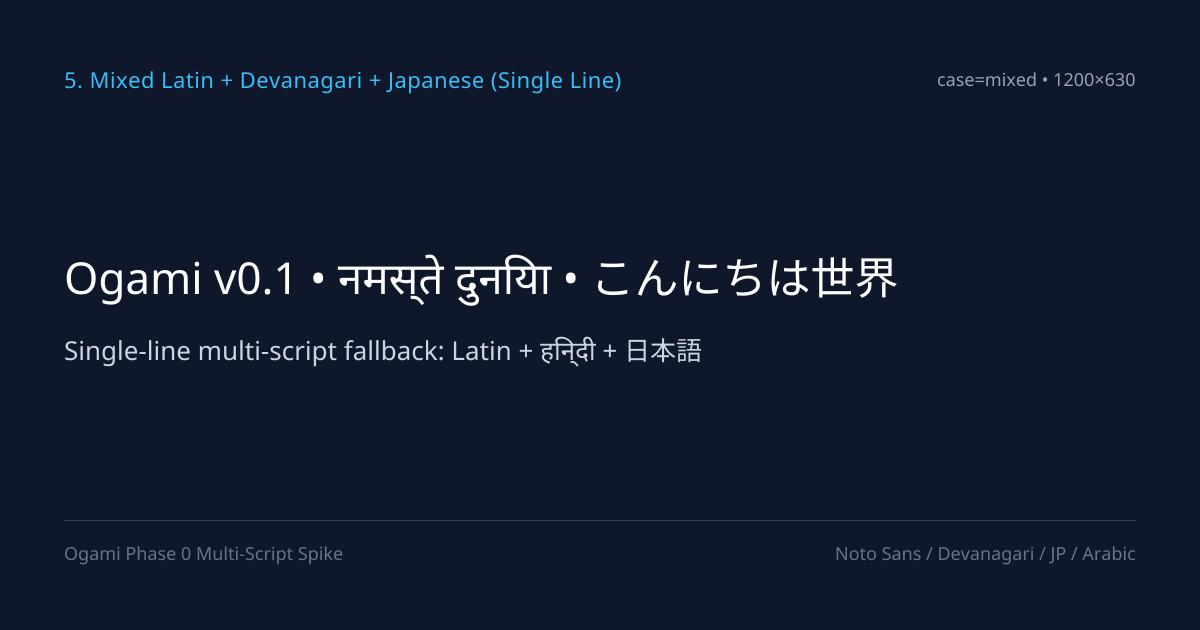 5. Mixed Latin + Devanagari + Japanese (Single Line)
case=mixed • 1200×630
Ogami v0.1 • नमस्ते दुनिया • こんにちは世界
Single-line multi-script fallback: Latin + हिन्दी + 日本語
Ogami Phase 0 Multi-Script Spike
Noto Sans / Devanagari / JP / Arabic